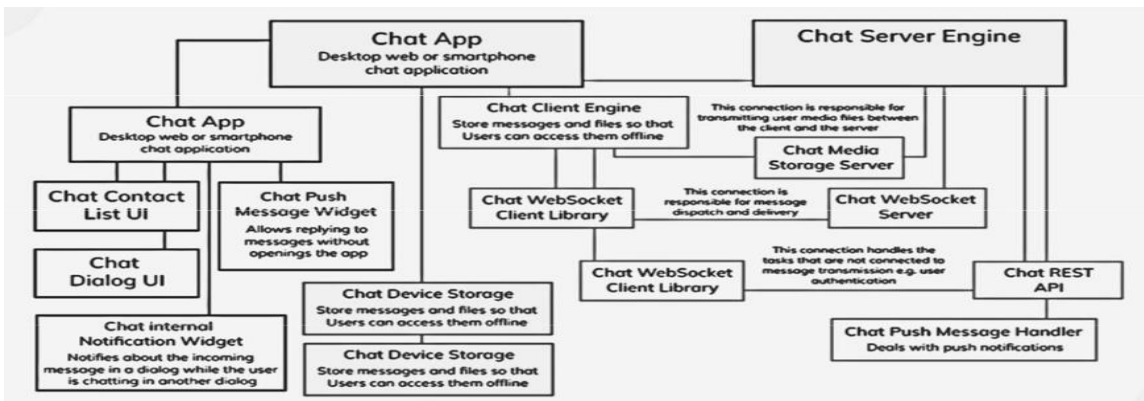 Chat App
Desktop web or smartphone
chat application
Chat Server Engine
Chat App
Desktop web or smartphone
chat application
Chat Client Engine
Store messages and files so that
Users can access them offline
This connection is responsible for
transmitting user media files between
the client and the server
Chat Media
Storage Server
Chat Contact
List UI
Chat Push
Message Widget
Allows replying to
messages without
openings the app
Chat WebSocket
Client Library
This connection is
responsible for message
dispatch and delivery
Chat WebSocket
Server
Chat
Dialog UI
Chat WebSocket
Client Library
This connection handles the
tasks that are not connected to
message transmission e.g. user
authentication
Chat REST
API
Chat Device Storage
Store messages and files so that
Users can access them offline
Chat internal
Notification Widget
Notifies about the incoming
message in a dialog while the user
is chatting in another dialog
Chat Push Message Handler
Deals with push notifications
Chat Device Storage
Store messages and files so that
Users can access them offline